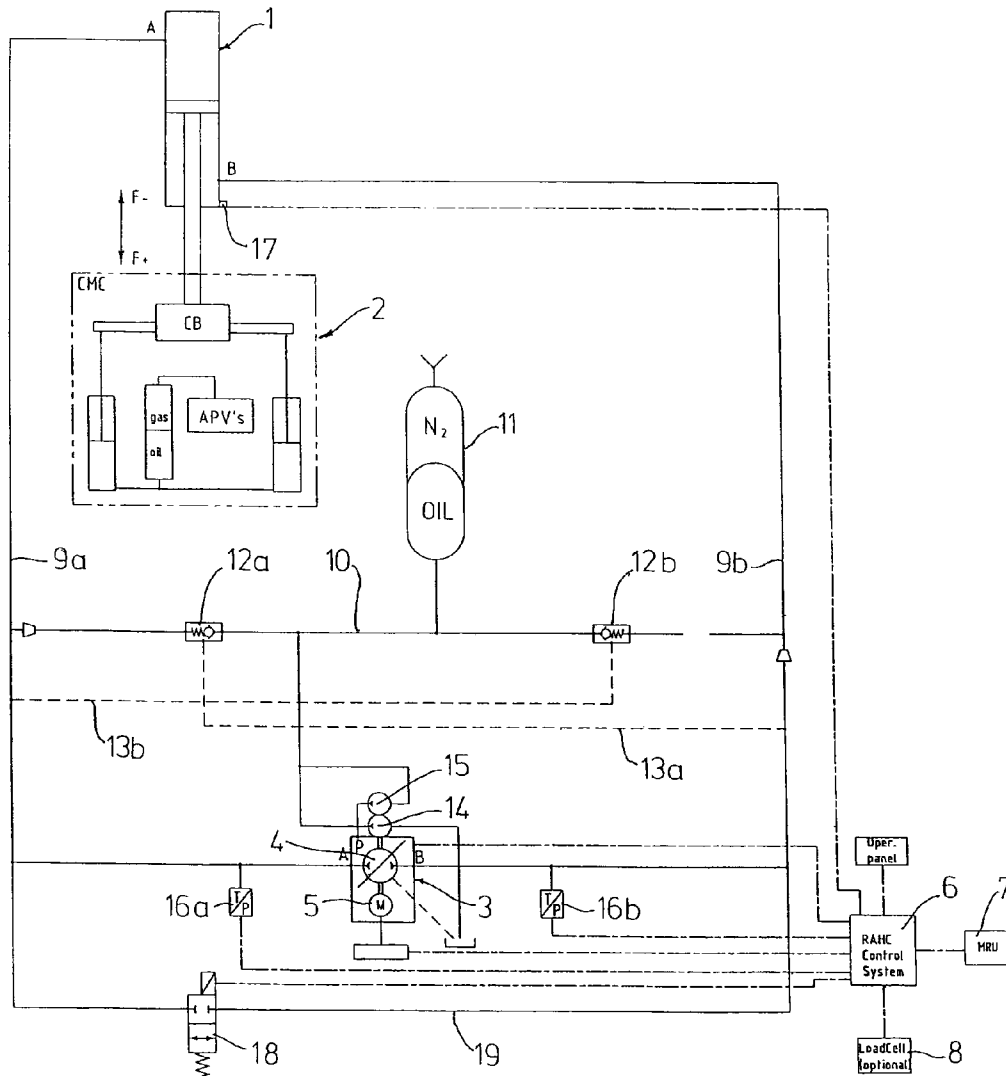 A
1
B
F-
17
F+
CMC
CB
2
gas
oil
APV's
N₂
11
OIL
9a
12a
10
12b
9b
13b
13a
15
14
P
4
A
B
T
P
16a
5
M
3
T
P
16b
Oper.
panel
6
RAHC
Control
System
7
MRU
18
19
LoadCell
(optional)
8